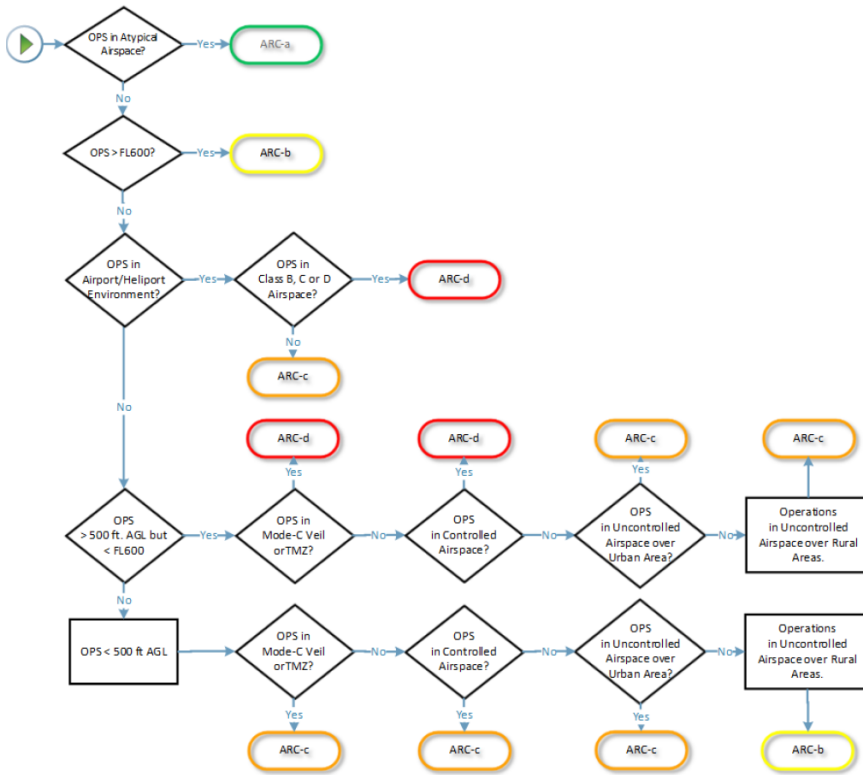 OPS in Atypical
Airspace?
Yes
ARC-a
No
OPS > FL600?
Yes
ARC-b
No
OPS in
Airport/Heliport
Environment?
Yes
OPS in
Class B, C or D
Airspace?
Yes
ARC-d
No
ARC-c
No
ARC-d
ARC-d
ARC-c
ARC-c
Yes
Yes
Yes
OPS
> 500 ft. AGL but
< FL600
Yes
OPS in
Mode-C Veil
orTMZ?
No
OPS
in Controlled
Airspace?
No
OPS
in Uncontrolled
Airspace over
Urban Area?
No
Operations
in Uncontrolled
Airspace over Rural
Areas.
No
OPS < 500 ft AGL
OPS in
Mode-C Veil
orTMZ?
No
OPS
in Controlled
Airspace?
No
OPS
in Uncontrolled
Airspace over
Urban Area?
No
Operations
in Uncontrolled
Airspace over Rural
Areas.
Yes
Yes
Yes
ARC-c
ARC-c
ARC-c
ARC-b